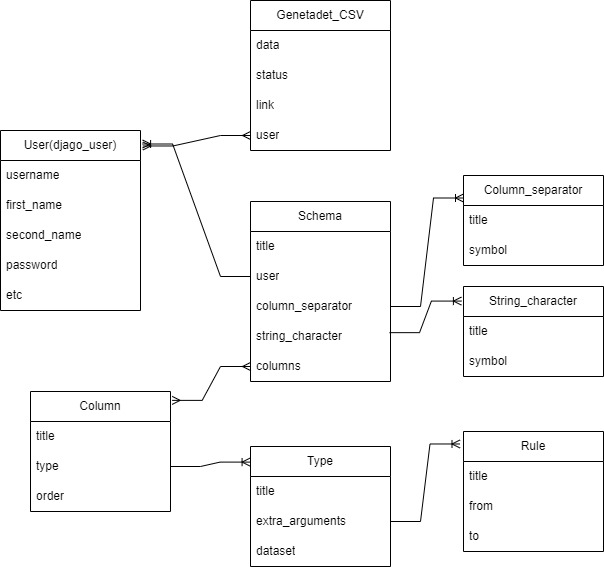 Genetadet_CSV
data
status
link
user
User(djago_user)
username
first_name
second_name
password
etc
Schema
title
user
column_separator
string_character
columns
Column_separator
title
symbol
String_character
title
symbol
Column
title
type
order
Type
title
extra_arguments
dataset
Rule
title
from
to